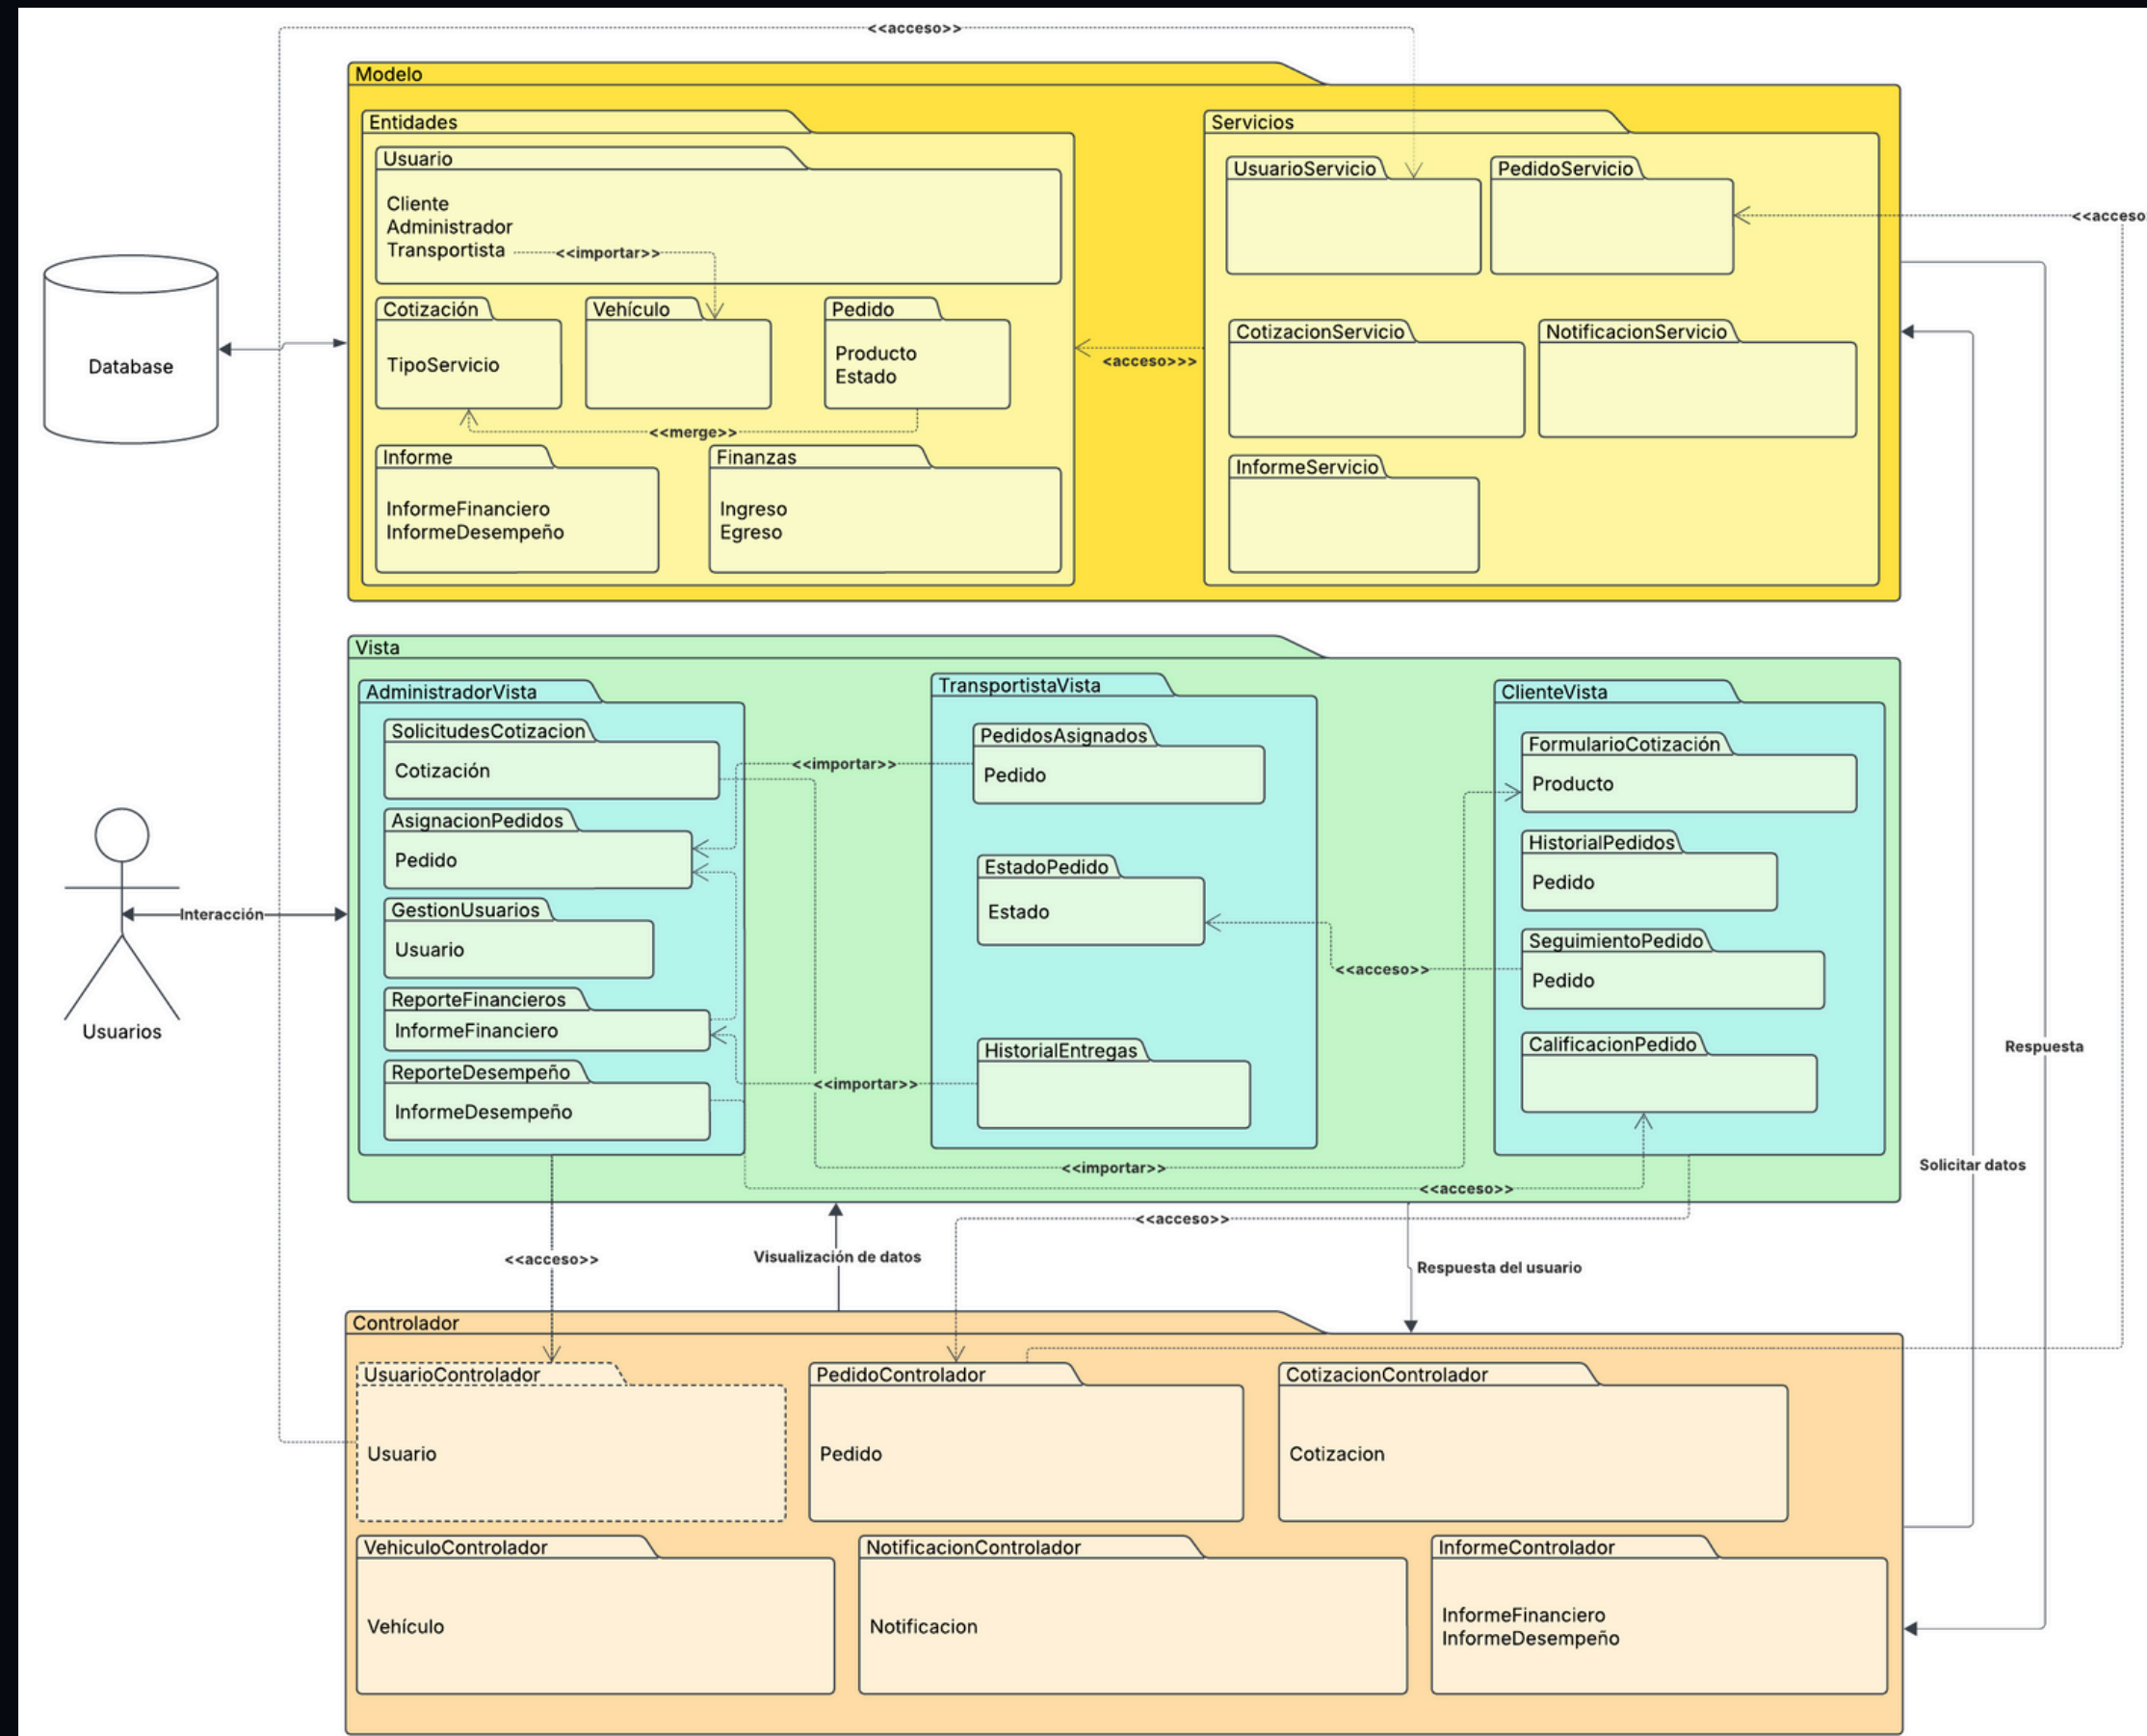 <<acceso>>
Modelo
Entidades
Usuario
Cliente
Administrador
Transportista
<<importar>>
Cotización
TipoServicio
Vehículo
Pedido
Producto
Estado
<<merge>>
Informe
InformeFinanciero
InformeDesempeño
Finanzas
Ingreso
Egreso
<acceso>>>
Servicios
UsuarioServicio
PedidoServicio
<<acceso>
CotizacionServicio
NotificacionServicio
InformeServicio
Database
Vista
AdministradorVista
SolicitudesCotizacion
Cotización
AsignacionPedidos
Pedido
GestionUsuarios
Usuario
ReporteFinancieros
InformeFinanciero
ReporteDesempeño
InformeDesempeño
<<importar>>
<<importar>>
TransportistaVista
PedidosAsignados
Pedido
EstadoPedido
Estado
HistorialEntregas
<<acceso>>
ClienteVista
FormularioCotización
Producto
HistorialPedidos
Pedido
SeguimientoPedido
Pedido
CalificacionPedido
<<importar>>
<<acceso>>
Interacción
Usuarios
Respuesta
Solicitar datos
<<acceso>>
<<acceso>>
Visualización de datos
Respuesta del usuario
Controlador
UsuarioControlador
Usuario
PedidoControlador
Pedido
CotizacionControlador
Cotizacion
VehiculoControlador
Vehículo
NotificacionControlador
Notificacion
InformeControlador
InformeFinanciero
InformeDesempeño